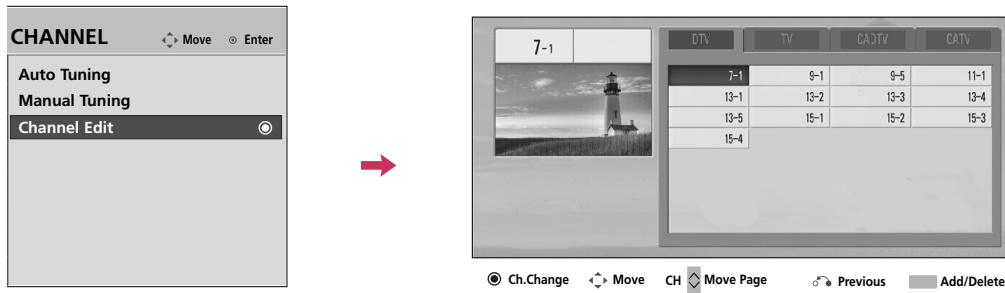 CHANNEL Move Enter
Auto Tuning
Manual Tuning
Channel Edit
7-1
DTV TV CADTV CATV
7-1 9-1 9-5 11-1
13-1 13-2 13-3 13-4
13-5 15-1 15-2 15-3
15-4
Ch.Change Move CH Move Page Previous Add/Delete